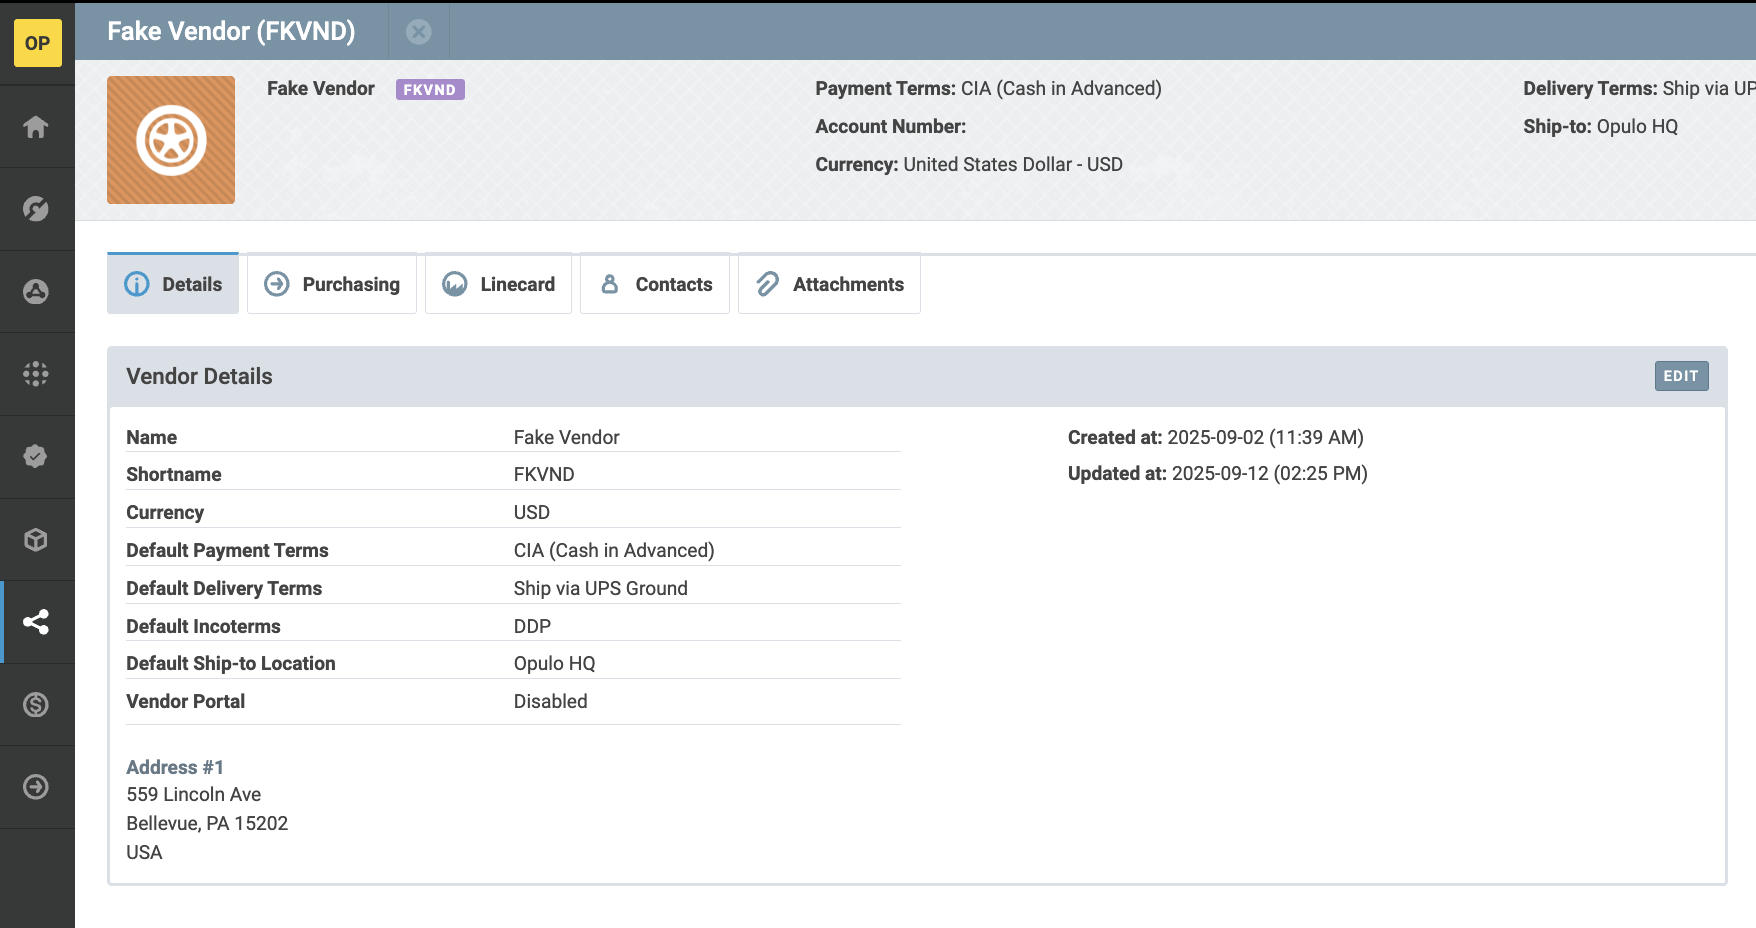 OP
Fake Vendor (FKVND)
Fake Vendor FKVND
Payment Terms: CIA (Cash in Advanced)
Account Number:
Currency: United States Dollar - USD
Delivery Terms: Ship via UP
Ship-to: Opulo HQ
Details Purchasing Linecard Contacts Attachments
Vendor Details EDIT
Name Fake Vendor
Shortname FKVND
Currency USD
Default Payment Terms CIA (Cash in Advanced)
Default Delivery Terms Ship via UPS Ground
Default Incoterms DDP
Default Ship-to Location Opulo HQ
Vendor Portal Disabled
Created at: 2025-09-02 (11:39 AM)
Updated at: 2025-09-12 (02:25 PM)
Address #1
559 Lincoln Ave
Bellevue, PA 15202
USA